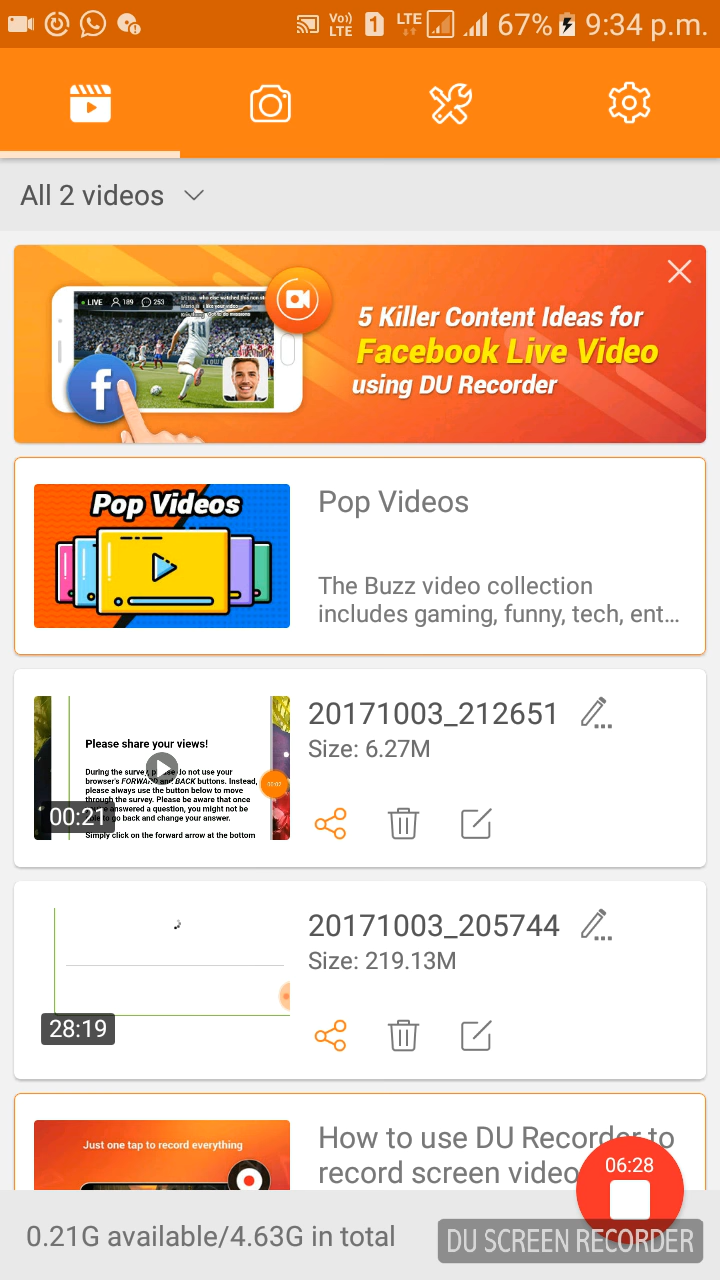 Vo)) LTE 1 LTE 67% 9:34 p.m.
All 2 videos
LIVE 189 253
5 Killer Content Ideas for
Facebook Live Video
using DU Recorder
f
Pop Videos
Pop Videos
The Buzz video collection
includes gaming, funny, tech, ent...
20171003_212651
Size: 6.27M
Please share your views!
During the survey, please do not use your
browser's FORWARD and BACK buttons. Instead,
please always use the button below to move
through the survey. Please be aware that once
answered a question, you might not be
to go back and change your answer.
Simply click on the forward arrow at the bottom
00:21
20171003_205744
Size: 219.13M
28:19
Just one tap to record everything
How to use DU Recorder to
record screen video
06:28
0.21G available/4.63G in total
DU SCREEN RECORDER